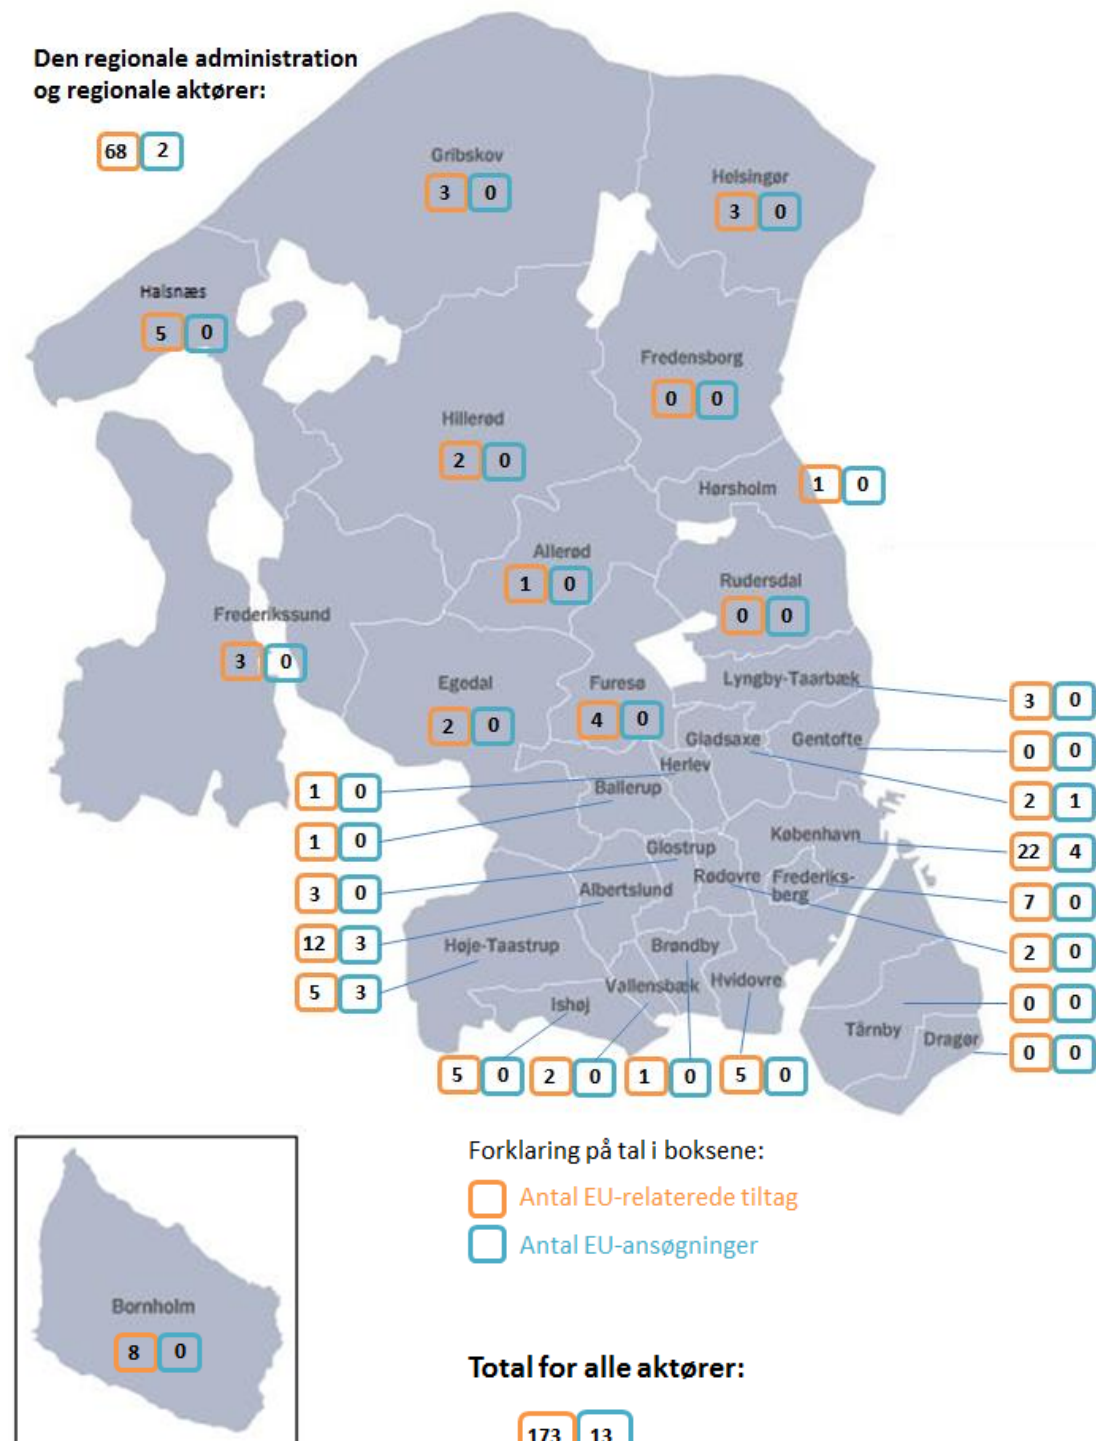 Den regionale administration
og regionale aktører:
68 2
Gribskov
3 0
Helsingør
3 0
Halsnæs
5 0
Fredensborg
0 0
Hillerød
2 0
Hørsholm 1 0
Allerød
1 0
Rudersdal
0 0
Frederikssund
3 0
Egedal
2 0
Furesø
4 0
Lyngby-Taarbæk
3 0
Gladsaxe
Gentofte
0 0
Herlev
1 0
Ballerup
2 1
1 0
København
22 4
Glostrup
3 0
Rødovre
Frederiks-
berg
7 0
Albertslund
12 3
Høje-Taastrup
Brøndby
2 0
5 3
Vallensbæk
Hvidovre
Ishøj
0 0
Tårnby
Dragør
0 0
5 0 2 0 1 0 5 0
Forklaring på tal i boksene:
Antal EU-relaterede tiltag
Antal EU-ansøgninger
Bornholm
8 0
Total for alle aktører:
173 13